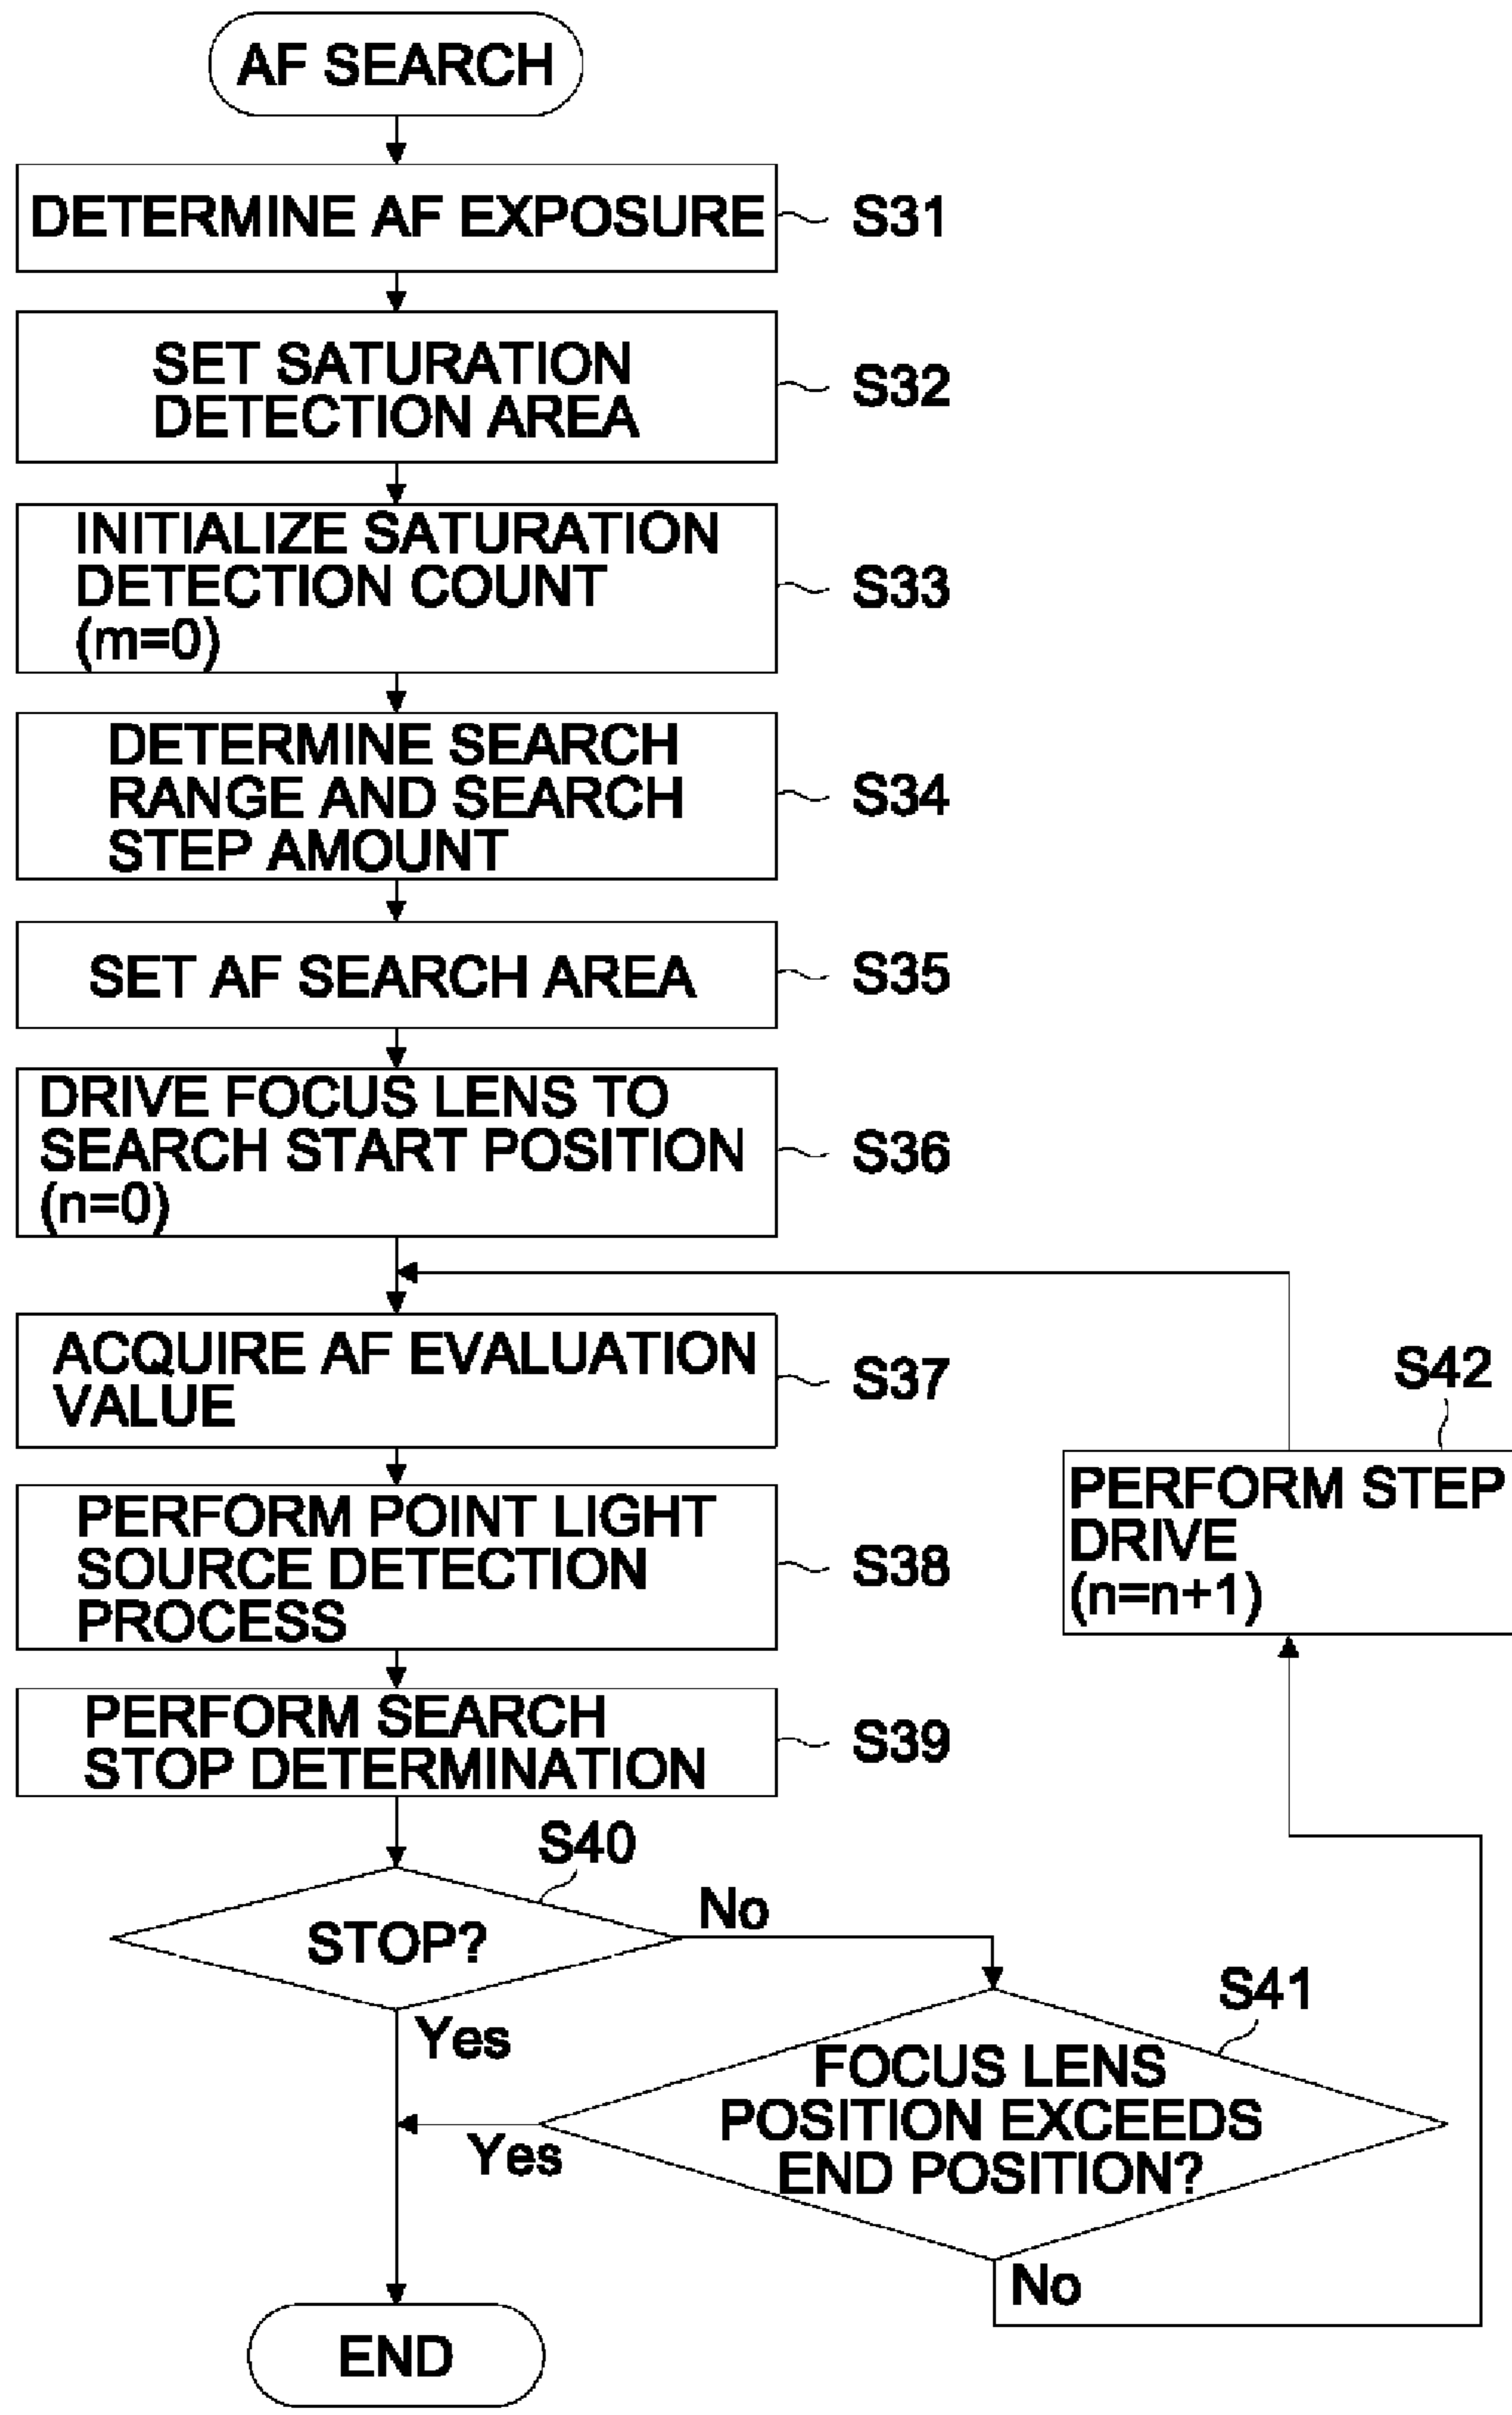 AF SEARCH
DETERMINE AF EXPOSURE
S31
SET SATURATION
DETECTION AREA
S32
INITIALIZE SATURATION
DETECTION COUNT
(m=0)
S33
DETERMINE SEARCH
RANGE AND SEARCH
STEP AMOUNT
S34
SET AF SEARCH AREA
S35
DRIVE FOCUS LENS TO
SEARCH START POSITION
(n=0)
S36
ACQUIRE AF EVALUATION
VALUE
S37
S42
PERFORM STEP
DRIVE
(n=n+1)
PERFORM POINT LIGHT
SOURCE DETECTION
PROCESS
S38
PERFORM SEARCH
STOP DETERMINATION
S39
S40
STOP?
No
Yes
S41
FOCUS LENS
POSITION EXCEEDS
END POSITION?
Yes
No
END